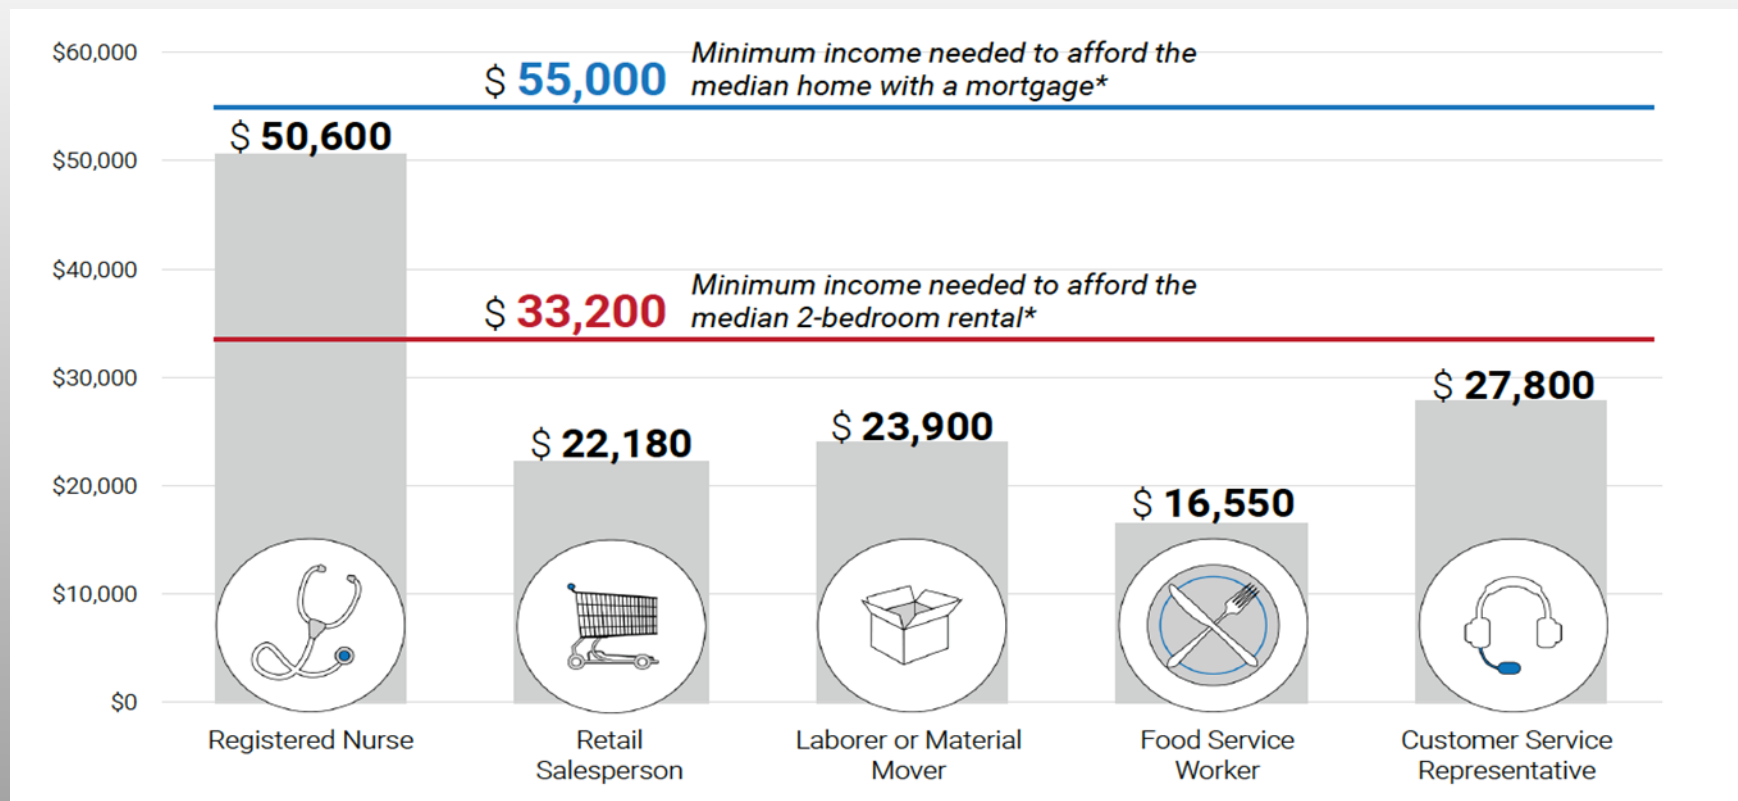 $60,000
Minimum income needed to afford the
$ 55,000
median home with a mortgage*
$ 50,600
$50,000
$40,000
Minimum income needed to afford the
$ 33,200
median 2-bedroom rental*
$30,000
$ 27,800
$ 23,900
$ 22,180
$20,000
$ 16,550
$10,000
$0
Registered Nurse
Retail
Salesperson
Laborer or Material
Mover
Food Service
Worker
Customer Service
Representative